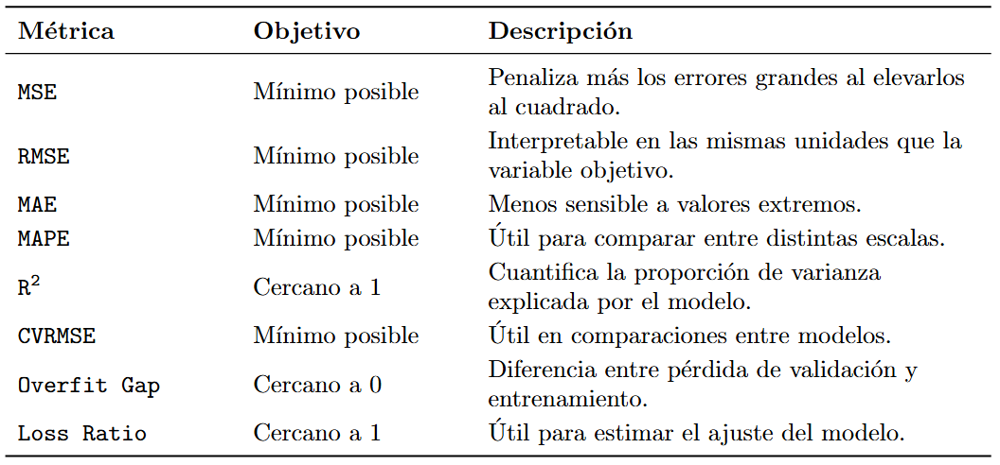 Métrica Objetivo Descripción
MSE Mínimo posible Penaliza más los errores grandes al elevarlos
al cuadrado.
RMSE Mínimo posible Interpretable en las mismas unidades que la
variable objetivo.
MAE Mínimo posible Menos sensible a valores extremos.
MAPE Mínimo posible Útil para comparar entre distintas escalas.
R² Cercano a 1 Cuantifica la proporción de varianza
explicada por el modelo.
CVRMSE Mínimo posible Útil en comparaciones entre modelos.
Overfit Gap Cercano a 0 Diferencia entre pérdida de validación y
entrenamiento.
Loss Ratio Cercano a 1 Útil para estimar el ajuste del modelo.